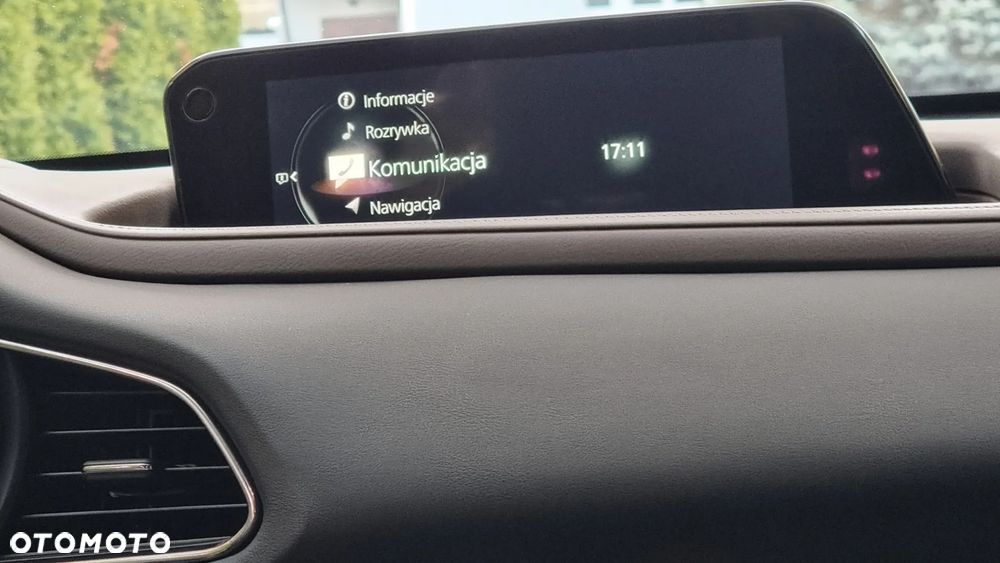 Informacje
Rozrywka
Komunikacja
17:11
Nawigacja
OTOMOTO